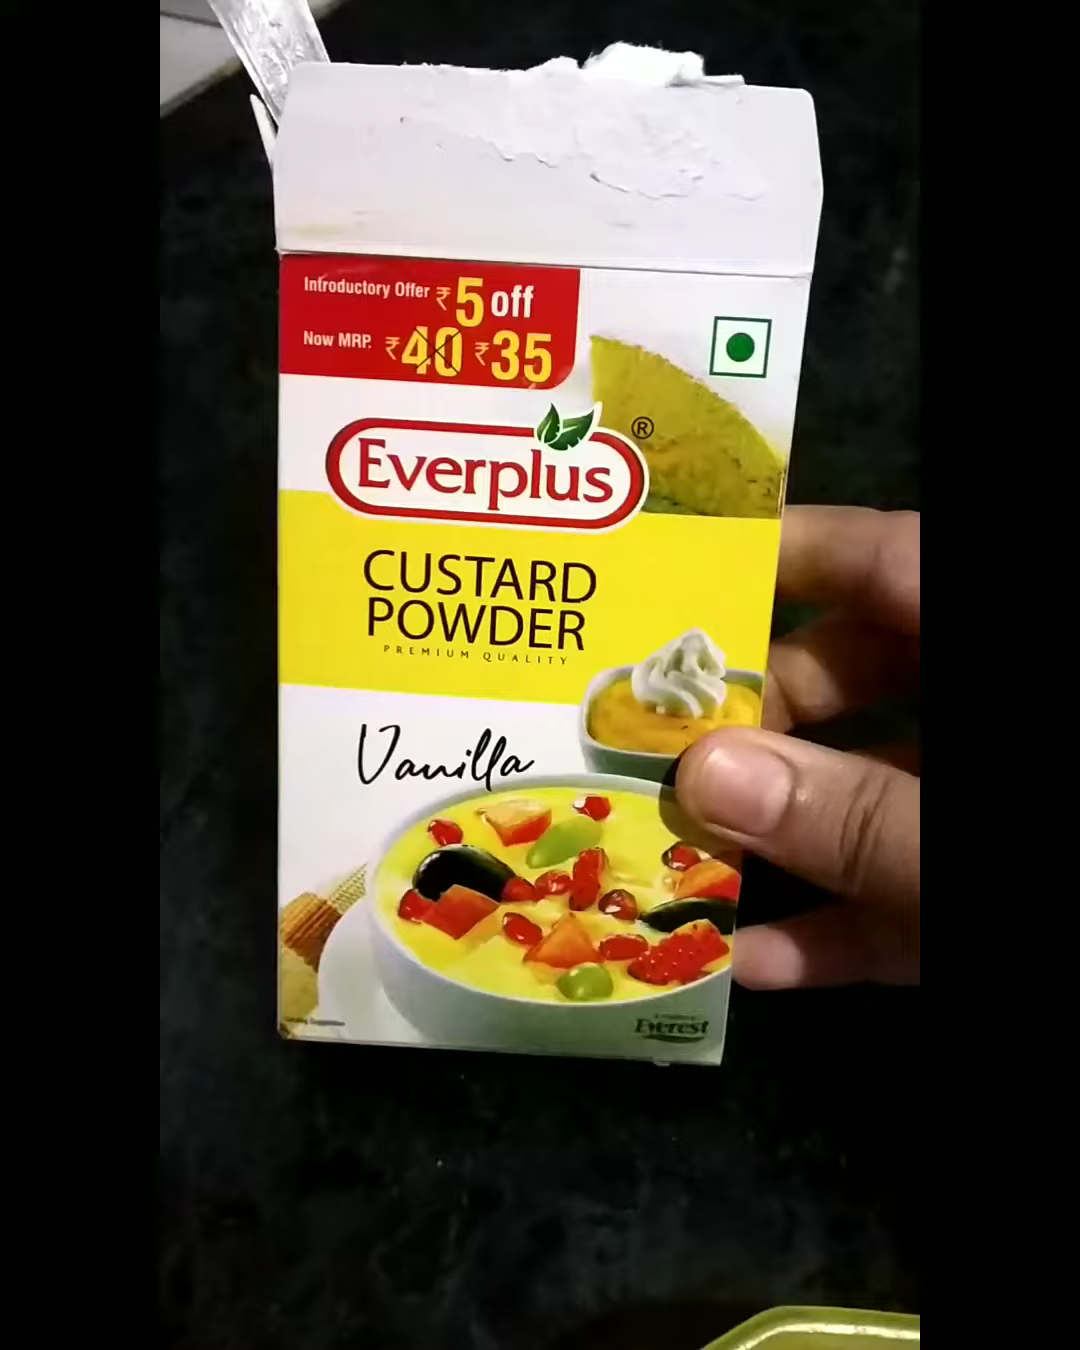 Introductory Offer ₹5 off
Now MRP. ₹40 ₹35
Everplus®
CUSTARD
POWDER
PREMIUM QUALITY
Vanilla
Everest